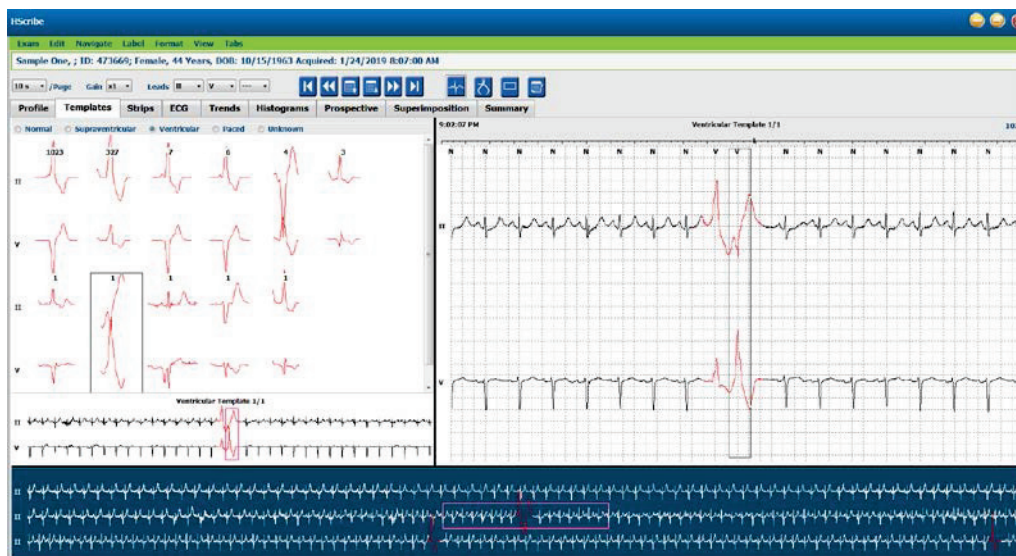 HScribe
Exam Edit Navigate Label Format View Tabs
Sample One, ; ID: 473669; Female, 44 Years, DOB: 10/15/1963 Acquired: 1/24/2019 8:07:00 AM
10 s /Page Gain x1 Leads II V ---
Profile Templates Strips ECG Trends Histograms Prospective Superimposition Summary
Normal Supraventricular Ventricular Paced Unknown
1023 327 7 6 4 3
II
V
1 1 1 1 1
II
V
Ventricular Template 1/1
II
V
9:02:07 PM Ventricular Template 1/1 10
N N N N N N N N V V N N N N N N N
II
V
II
II
II